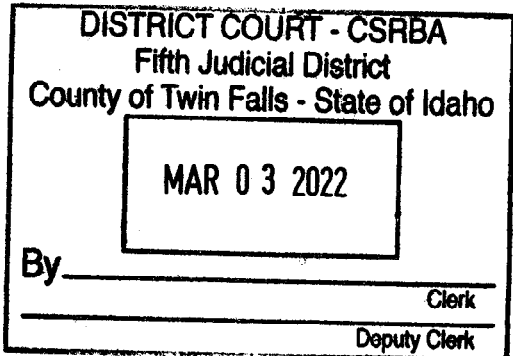 DISTRICT COURT - CSRBA
Fifth Judicial District
County of Twin Falls - State of Idaho
MAR 0 3 2022
By
Clerk
Deputy Clerk